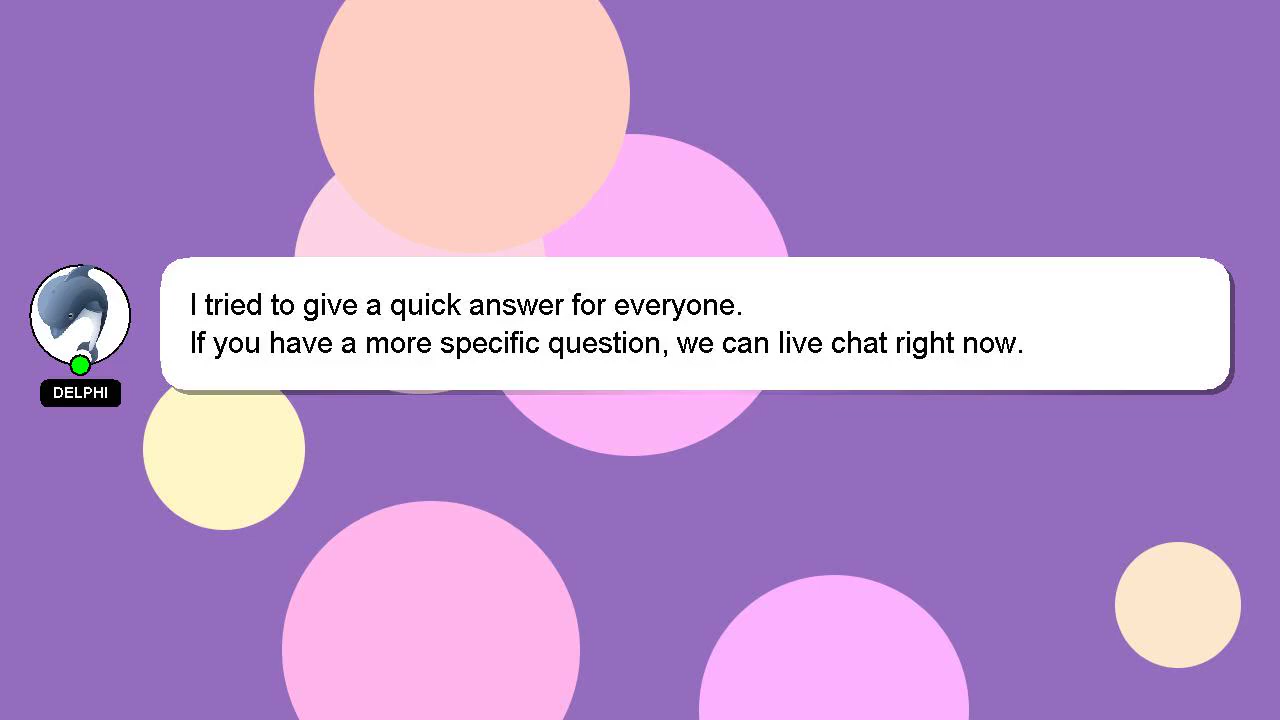 I tried to give a quick answer for everyone.
If you have a more specific question, we can live chat right now.
DELPHI